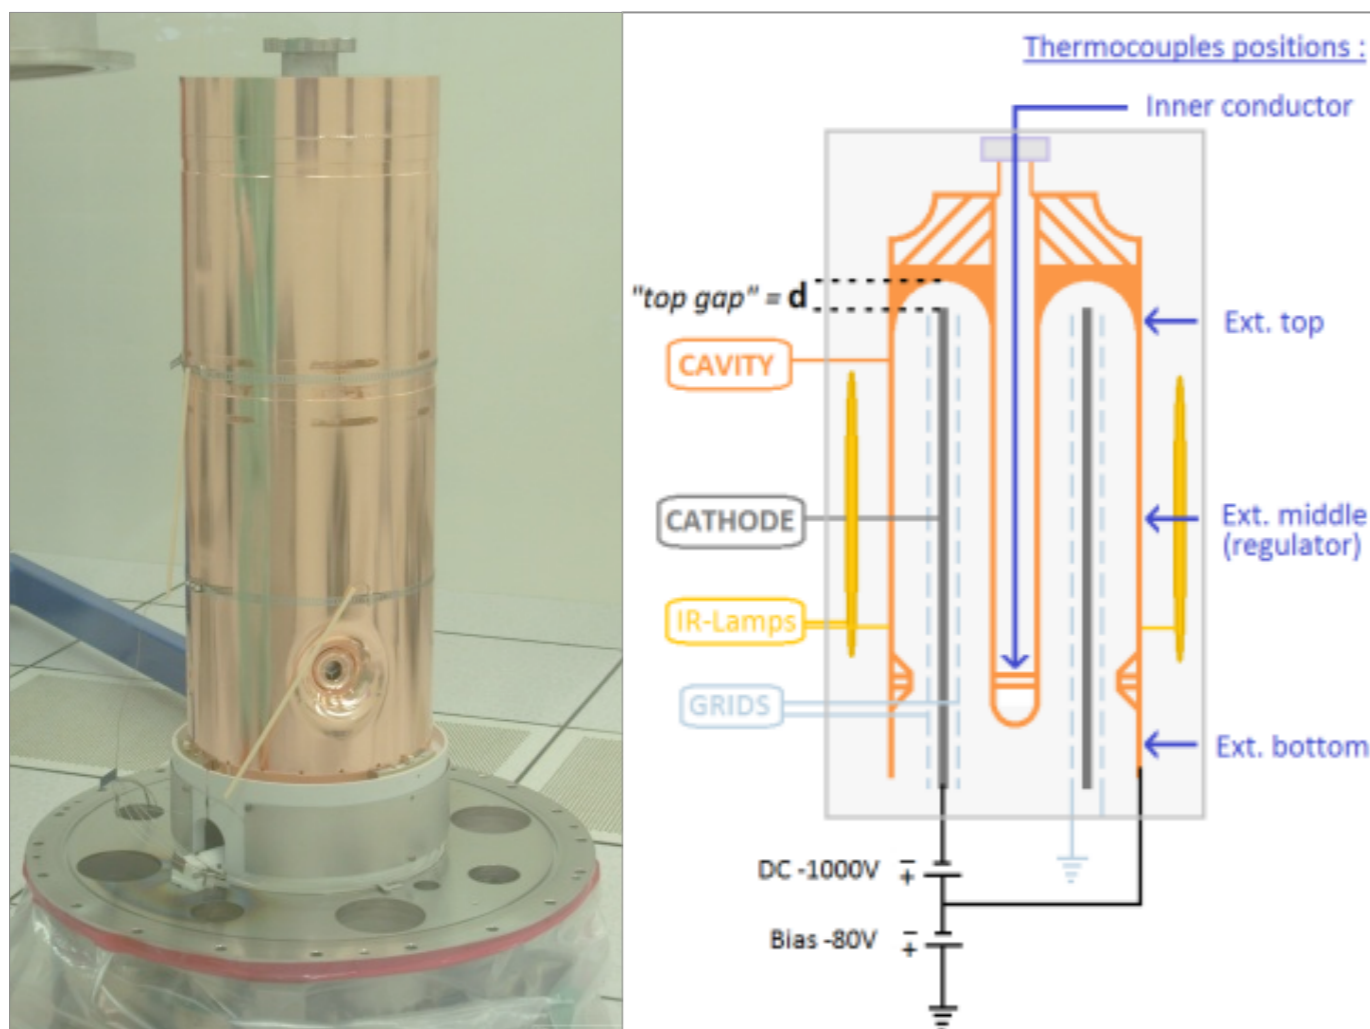 Thermocouples positions :
Inner conductor
"top gap" = d
Ext. top
CAVITY
CATHODE
Ext. middle
(regulator)
IR-Lamps
GRIDS
Ext. bottom
DC -1000V
− +
Bias -80V
− +